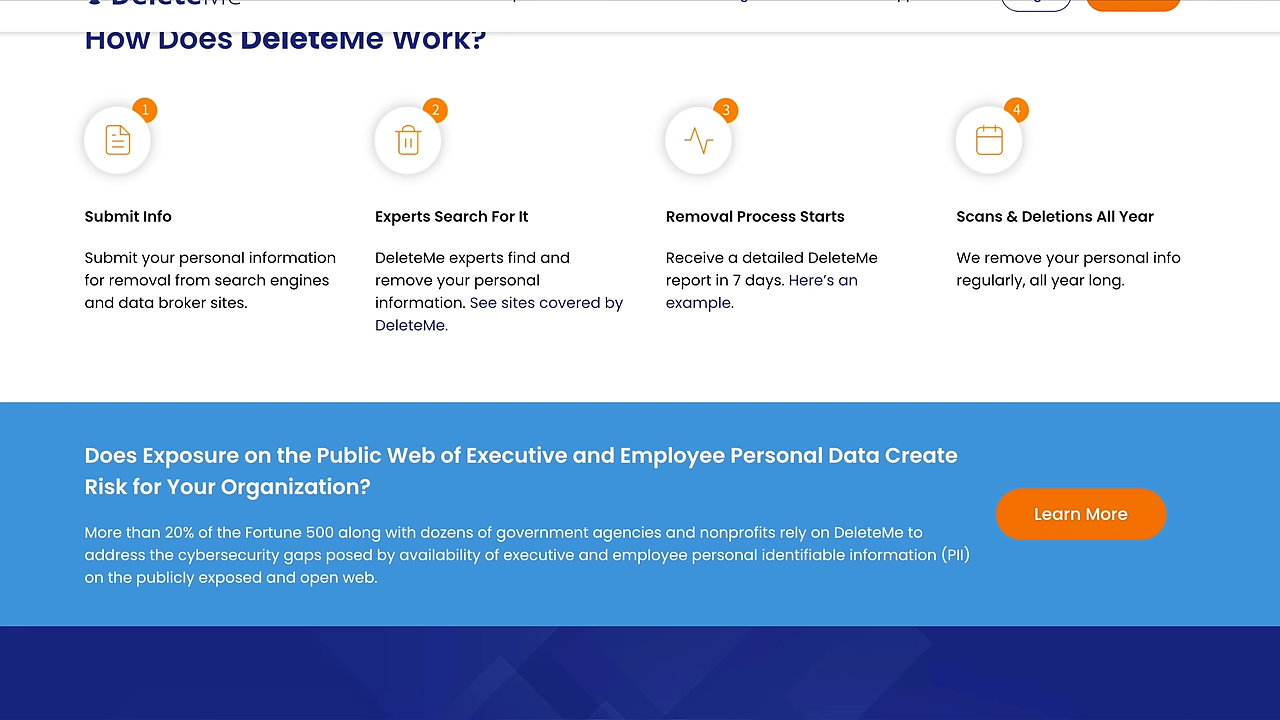 DeleteMe
How Does DeleteMe Work?
1
2
3
4
Submit Info
Submit your personal information
for removal from search engines
and data broker sites.
Experts Search For It
DeleteMe experts find and
remove your personal
information. See sites covered by
DeleteMe.
Removal Process Starts
Receive a detailed DeleteMe
report in 7 days. Here’s an
example.
Scans & Deletions All Year
We remove your personal info
regularly, all year long.
Does Exposure on the Public Web of Executive and Employee Personal Data Create
Risk for Your Organization?
More than 20% of the Fortune 500 along with dozens of government agencies and nonprofits rely on DeleteMe to
address the cybersecurity gaps posed by availability of executive and employee personal identifiable information (PII)
on the publicly exposed and open web.
Learn More